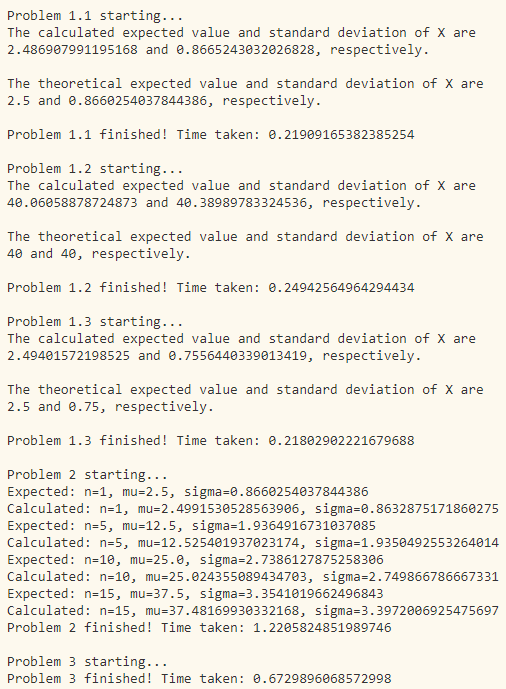 Problem 1.1 starting...
The calculated expected value and standard deviation of X are
2.486907991195168 and 0.8665243032026828, respectively.
The theoretical expected value and standard deviation of X are
2.5 and 0.8660254037844386, respectively.
Problem 1.1 finished! Time taken: 0.21909165382385254
Problem 1.2 starting...
The calculated expected value and standard deviation of X are
40.06058878724873 and 40.38989783324536, respectively.
The theoretical expected value and standard deviation of X are
40 and 40, respectively.
Problem 1.2 finished! Time taken: 0.24942564964294434
Problem 1.3 starting...
The calculated expected value and standard deviation of X are
2.49401572198525 and 0.7556440339013419, respectively.
The theoretical expected value and standard deviation of X are
2.5 and 0.75, respectively.
Problem 1.3 finished! Time taken: 0.21802902221679688
Problem 2 starting...
Expected: n=1, mu=2.5, sigma=0.8660254037844386
Calculated: n=1, mu=2.4991530528563906, sigma=0.8632875171860275
Expected: n=5, mu=12.5, sigma=1.9364916731037085
Calculated: n=5, mu=12.525401937023174, sigma=1.9350492553264014
Expected: n=10, mu=25.0, sigma=2.7386127875258306
Calculated: n=10, mu=25.024355089434703, sigma=2.749866786667331
Expected: n=15, mu=37.5, sigma=3.3541019662496843
Calculated: n=15, mu=37.48169930332168, sigma=3.3972006925475697
Problem 2 finished! Time taken: 1.2205824851989746
Problem 3 starting...
Problem 3 finished! Time taken: 0.6729896068572998